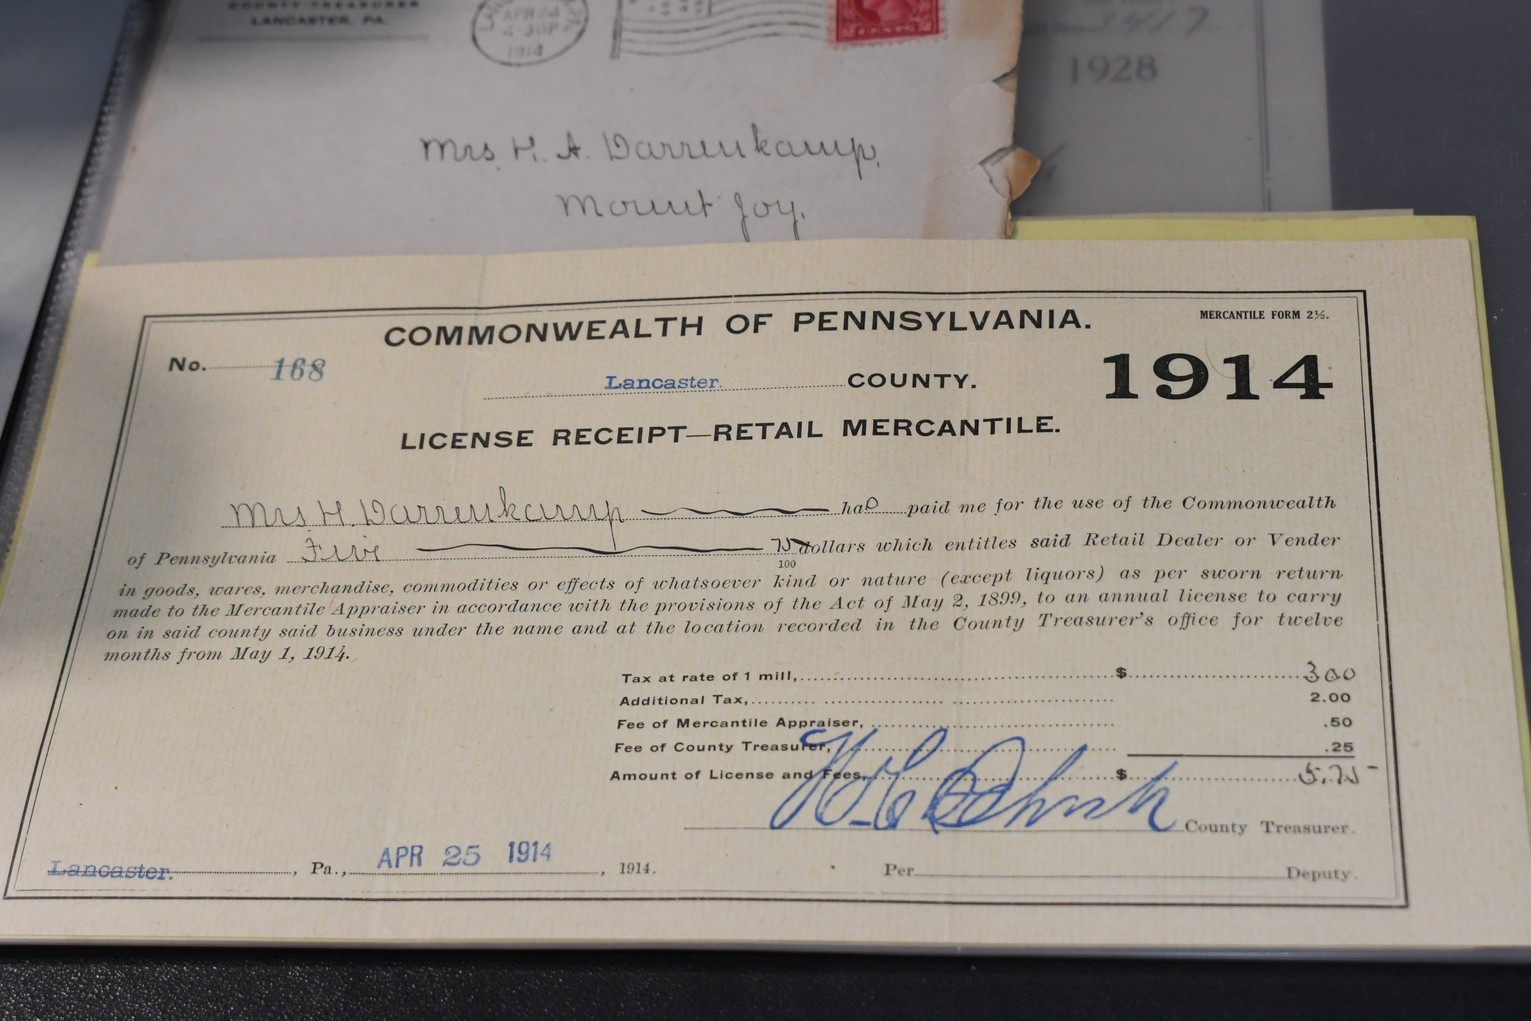 COUNTY TREASURER
LANCASTER, PA.
APR 24
4-30P
1914
2 CENTS 2
3417
1928
Mrs. H. A. Darrenkamp,
Mount Joy.
COMMONWEALTH OF PENNSYLVANIA.
MERCANTILE FORM 2½.
No. 168
Lancaster. COUNTY.
1914
LICENSE RECEIPT—RETAIL MERCANTILE.
Mrs H. Darrenkamp has paid me for the use of the Commonwealth
of Pennsylvania Five 75/100 dollars which entitles said Retail Dealer or Vender
in goods, wares, merchandise, commodities or effects of whatsoever kind or nature (except liquors) as per sworn return
made to the Mercantile Appraiser in accordance with the provisions of the Act of May 2, 1899, to an annual license to carry
on in said county said business under the name and at the location recorded in the County Treasurer's office for twelve
months from May 1, 1914.
Tax at rate of 1 mill, $ 3 00
Additional Tax, 2.00
Fee of Mercantile Appraiser, .50
Fee of County Treasurer, .25
Amount of License and Fees, $ 5.75
County Treasurer.
Lancaster. , Pa., APR 25 1914 , 1914.
Per Deputy.